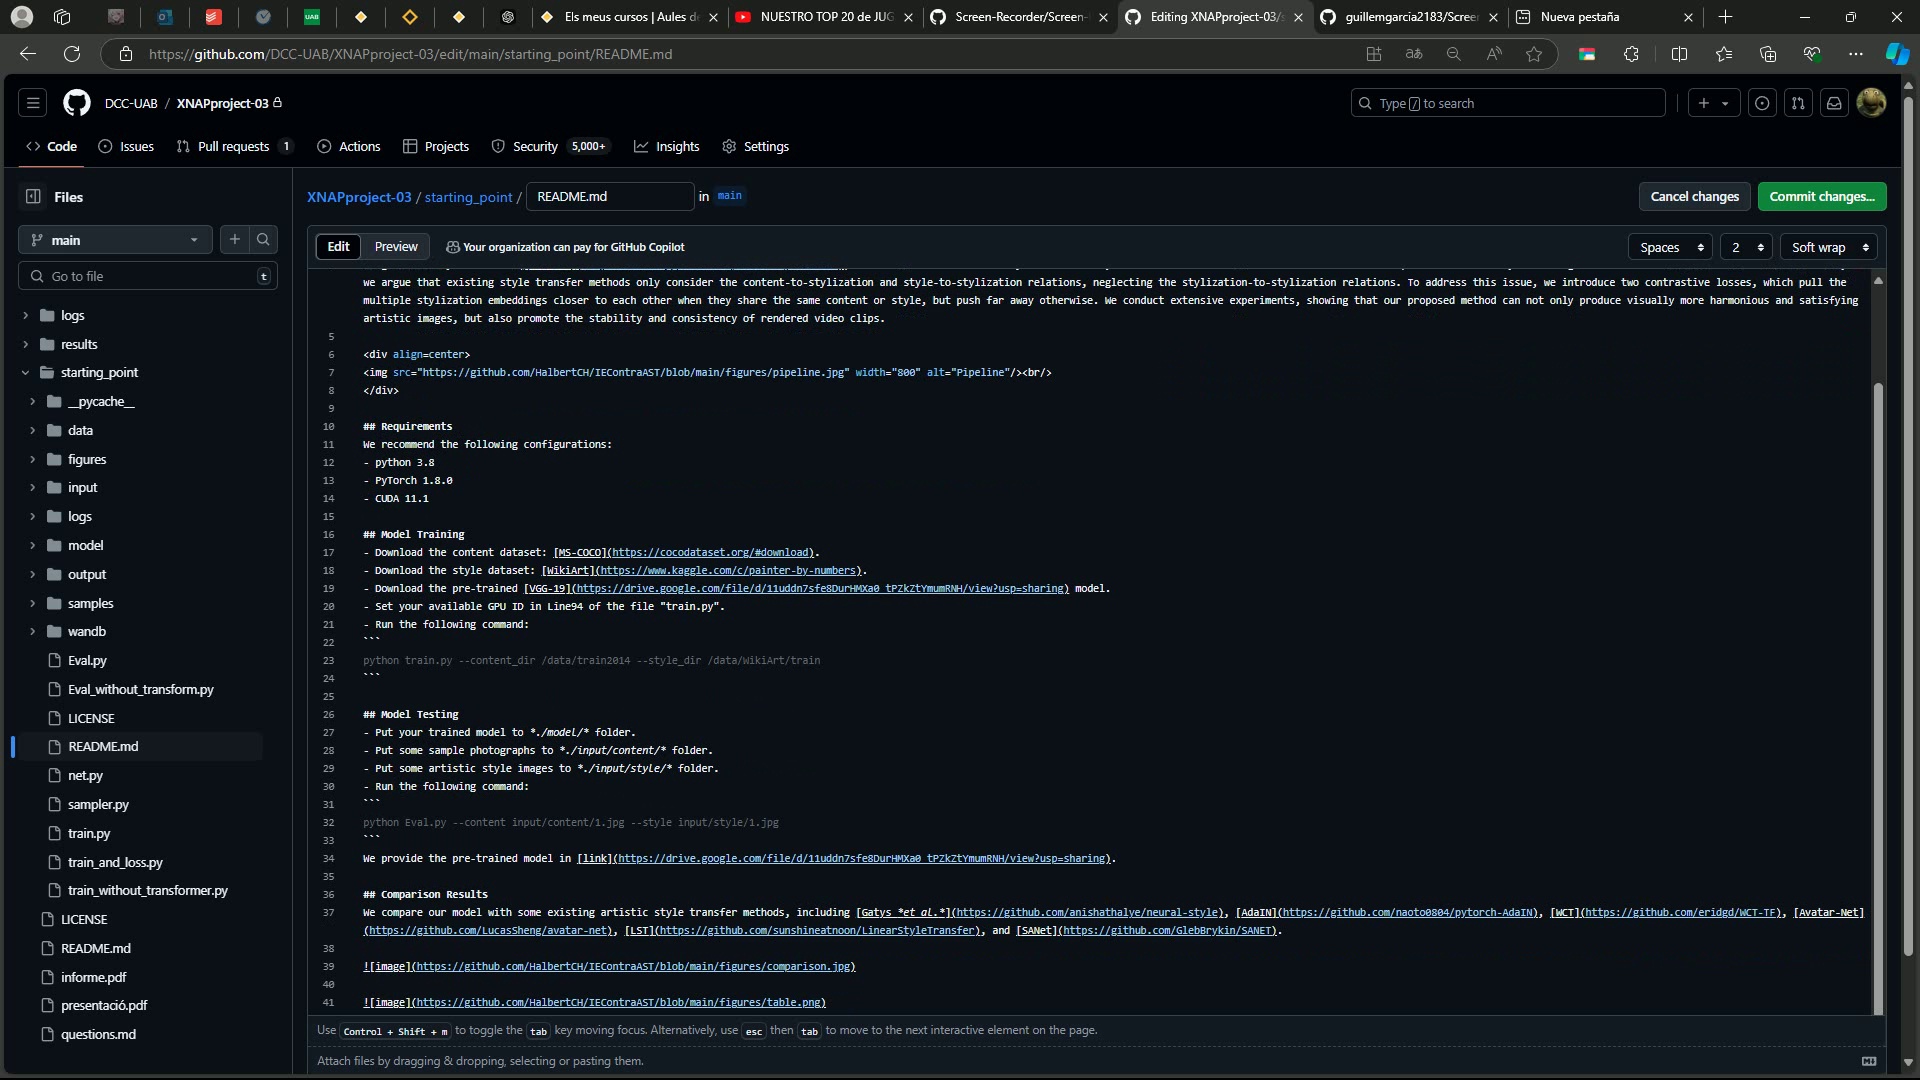 Els meus cursos | Aules d
NUESTRO TOP 20 de JUG
Screen-Recorder/Screen-
Editing XNAPproject-03/s
guillemgarcia2183/Screen
Nueva pestaña
https://github.com/DCC-UAB/XNAPproject-03/edit/main/starting_point/README.md
DCC-UAB / XNAPproject-03
Type / to search
Code
Issues
Pull requests 1
Actions
Projects
Security 5,000+
Insights
Settings
Files
XNAPproject-03 / starting_point / README.md in main
Cancel changes
Commit changes...
main
Edit Preview Your organization can pay for GitHub Copilot
Spaces 2 Soft wrap
Go to file t
logs
results
starting_point
__pycache__
data
figures
input
logs
model
output
samples
wandb
Eval.py
Eval_without_transform.py
LICENSE
README.md
net.py
sampler.py
train.py
train_and_loss.py
train_without_transformer.py
LICENSE
README.md
informe.pdf
presentació.pdf
questions.md
we argue that existing style transfer methods only consider the content-to-stylization and style-to-stylization relations, neglecting the stylization-to-stylization relations. To address this issue, we introduce two contrastive losses, which pull the
multiple stylization embeddings closer to each other when they share the same content or style, but push far away otherwise. We conduct extensive experiments, showing that our proposed method can not only produce visually more harmonious and satisfying
artistic images, but also promote the stability and consistency of rendered video clips.
5
6 <div align=center>
7 <img src="https://github.com/HalbertCH/IEContraAST/blob/main/figures/pipeline.jpg" width="800" alt="Pipeline"/><br/>
8 </div>
9
10 ## Requirements
11 We recommend the following configurations:
12 - python 3.8
13 - PyTorch 1.8.0
14 - CUDA 11.1
15
16 ## Model Training
17 - Download the content dataset: [MS-COCO](https://cocodataset.org/#download).
18 - Download the style dataset: [WikiArt](https://www.kaggle.com/c/painter-by-numbers).
19 - Download the pre-trained [VGG-19](https://drive.google.com/file/d/11uddn7sfe8DurHMXa0_tPZkZtYmumRNH/view?usp=sharing) model.
20 - Set your available GPU ID in Line94 of the file "train.py".
21 - Run the following command:
22 ```
23 python train.py --content_dir /data/train2014 --style_dir /data/WikiArt/train
24 ```
25
26 ## Model Testing
27 - Put your trained model to *./model/* folder.
28 - Put some sample photographs to *./input/content/* folder.
29 - Put some artistic style images to *./input/style/* folder.
30 - Run the following command:
31 ```
32 python Eval.py --content input/content/1.jpg --style input/style/1.jpg
33 ```
34 We provide the pre-trained model in [link](https://drive.google.com/file/d/11uddn7sfe8DurHMXa0_tPZkZtYmumRNH/view?usp=sharing).
35
36 ## Comparison Results
37 We compare our model with some existing artistic style transfer methods, including [Gatys *et al.*](https://github.com/anishathalye/neural-style), [AdaIN](https://github.com/naoto0804/pytorch-AdaIN), [WCT](https://github.com/eridgd/WCT-TF), [Avatar-Net]
(https://github.com/LucasSheng/avatar-net), [LST](https://github.com/sunshineatnoon/LinearStyleTransfer), and [SANet](https://github.com/GlebBrykin/SANET).
38
39 ![image](https://github.com/HalbertCH/IEContraAST/blob/main/figures/comparison.jpg)
40
41 ![image](https://github.com/HalbertCH/IEContraAST/blob/main/figures/table.png)
Use Control + Shift + m to toggle the tab key moving focus. Alternatively, use esc then tab to move to the next interactive element on the page.
Attach files by dragging & dropping, selecting or pasting them.